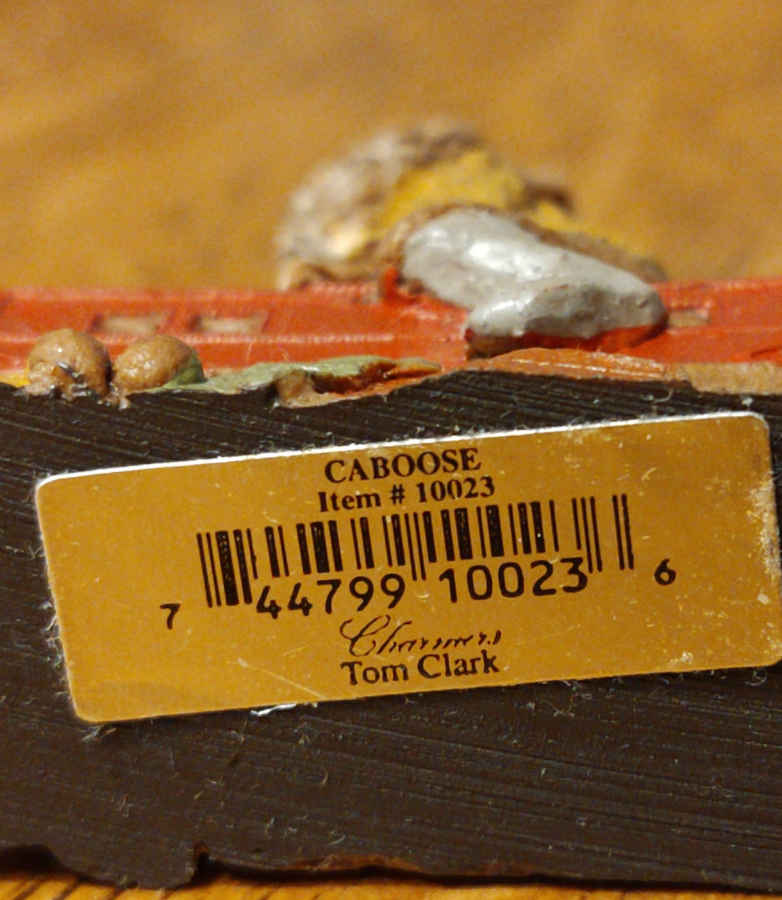 CABOOSE
Item # 10023
7 44799 10023 6
Charmers
Tom Clark